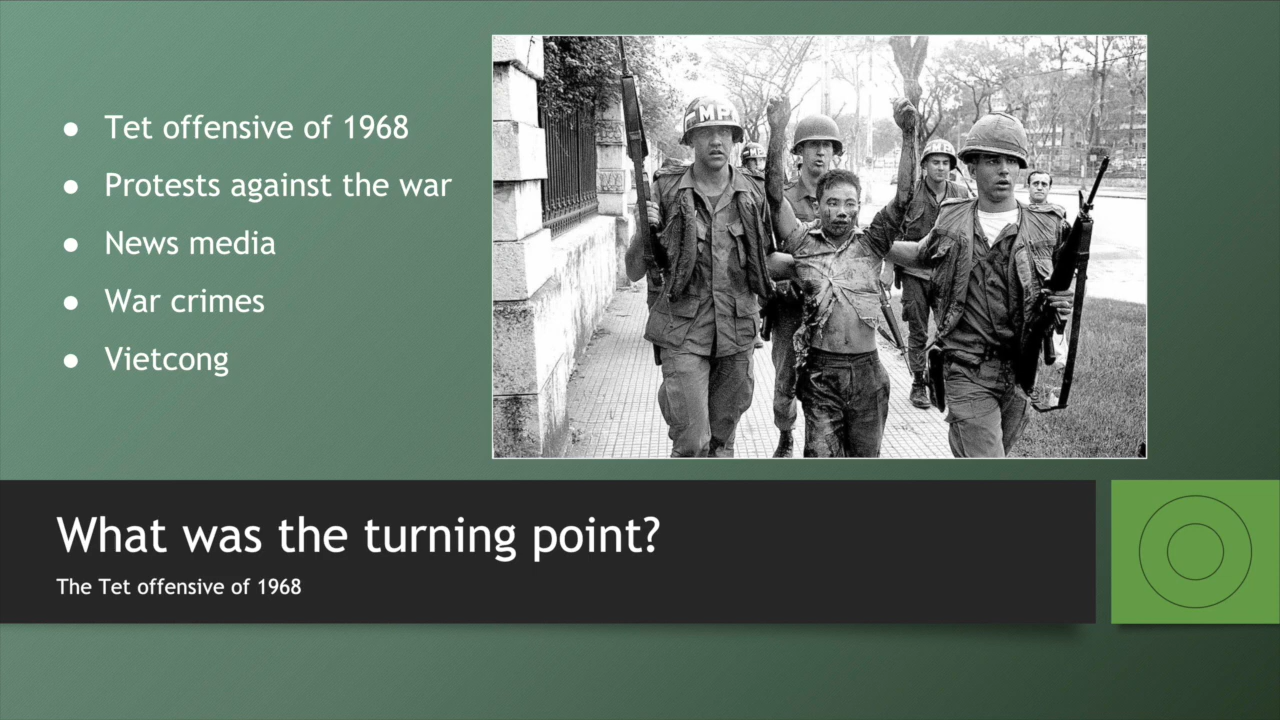 ● Tet offensive of 1968
● Protests against the war
● News media
● War crimes
● Vietcong
MP
What was the turning point?
The Tet offensive of 1968